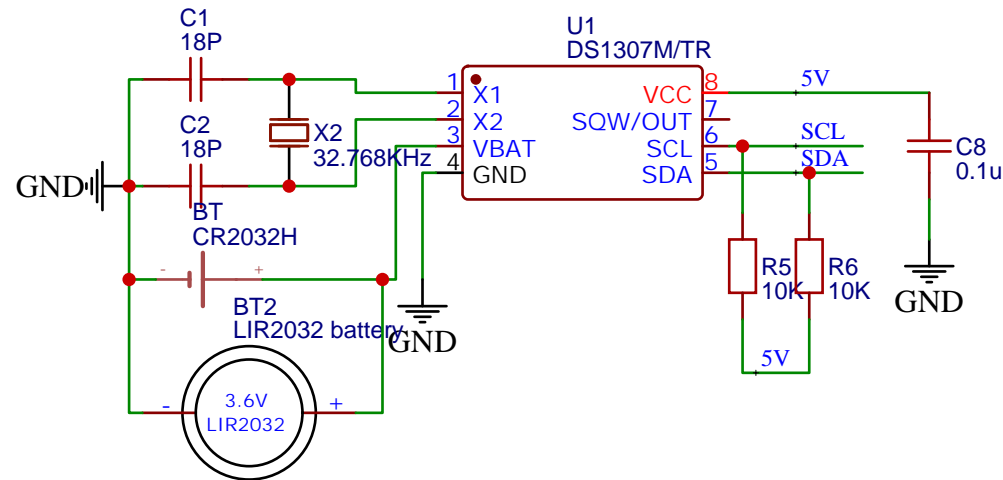 C1
18P
C2
18P
X2
32.768KHz
GND
BT
CR2032H
-
+
BT2
LIR2032 battery
3.6V
LIR2032
-
+
GND
U1
DS1307M/TR
1
X1
2
X2
3
VBAT
4
GND
8
VCC
7
SQW/OUT
6
SCL
5
SDA
5V
SCL
SDA
R5
10K
R6
10K
5V
C8
0.1u
GND